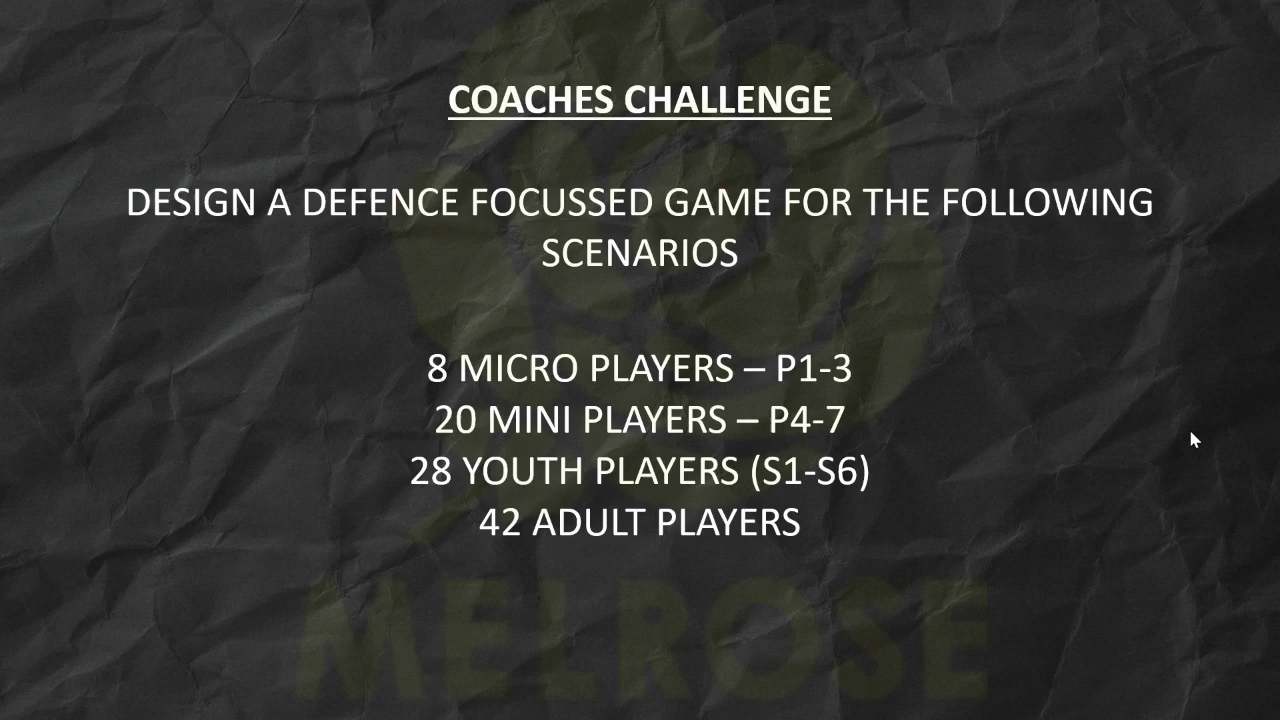 COACHES CHALLENGE
DESIGN A DEFENCE FOCUSSED GAME FOR THE FOLLOWING
SCENARIOS
8 MICRO PLAYERS – P1-3
20 MINI PLAYERS – P4-7
28 YOUTH PLAYERS (S1-S6)
42 ADULT PLAYERS
MELROSE